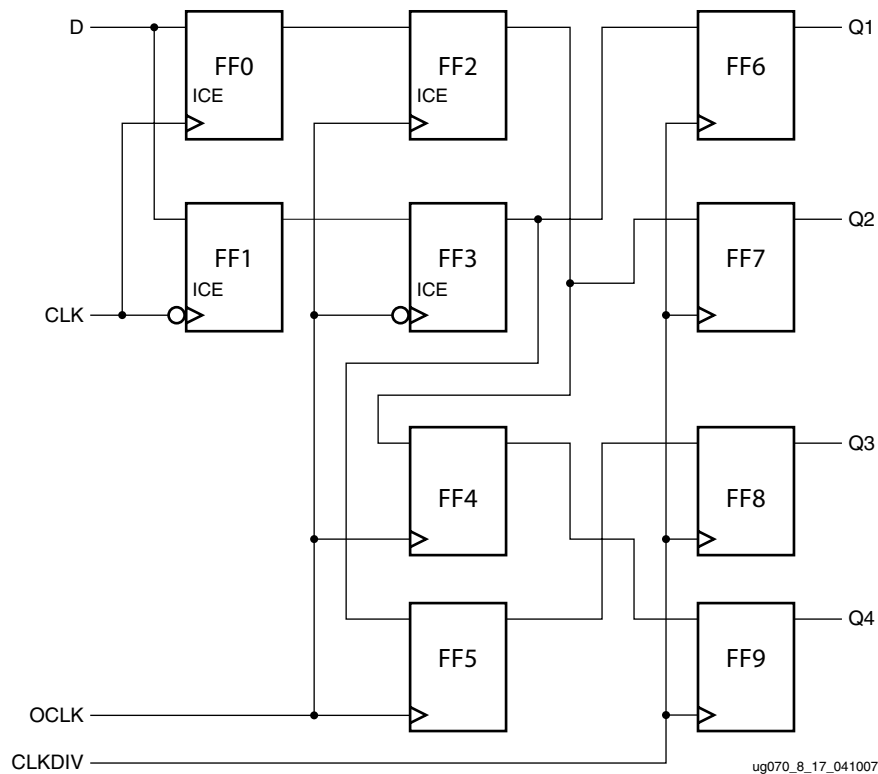 D
FF0
ICE
FF2
ICE
FF6
Q1
FF1
ICE
FF3
ICE
FF7
Q2
CLK
FF4
FF8
Q3
FF5
FF9
Q4
OCLK
CLKDIV
ug070_8_17_041007